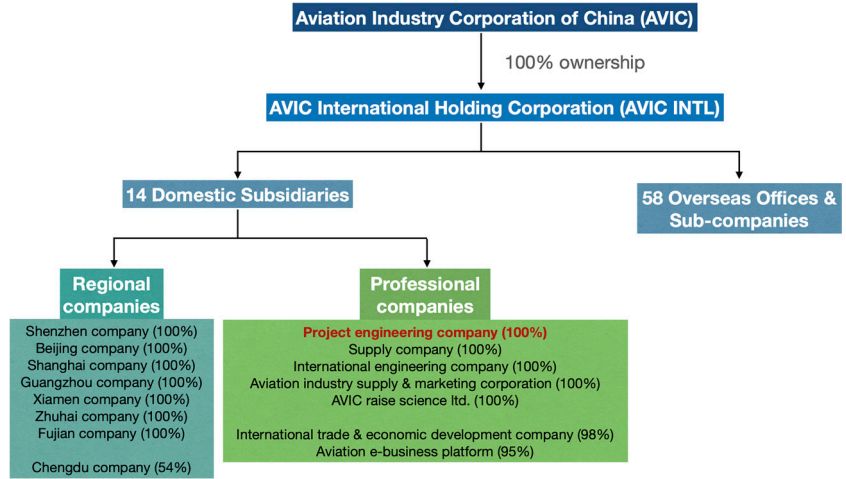 Aviation Industry Corporation of China (AVIC)
100% ownership
AVIC International Holding Corporation (AVIC INTL)
14 Domestic Subsidiaries
58 Overseas Offices &
Sub-companies
Regional
companies
Shenzhen company (100%)
Beijing company (100%)
Shanghai company (100%)
Guangzhou company (100%)
Xiamen company (100%)
Zhuhai company (100%)
Fujian company (100%)
Chengdu company (54%)
Professional
companies
Project engineering company (100%)
Supply company (100%)
International engineering company (100%)
Aviation industry supply & marketing corporation (100%)
AVIC raise science ltd. (100%)
International trade & economic development company (98%)
Aviation e-business platform (95%)